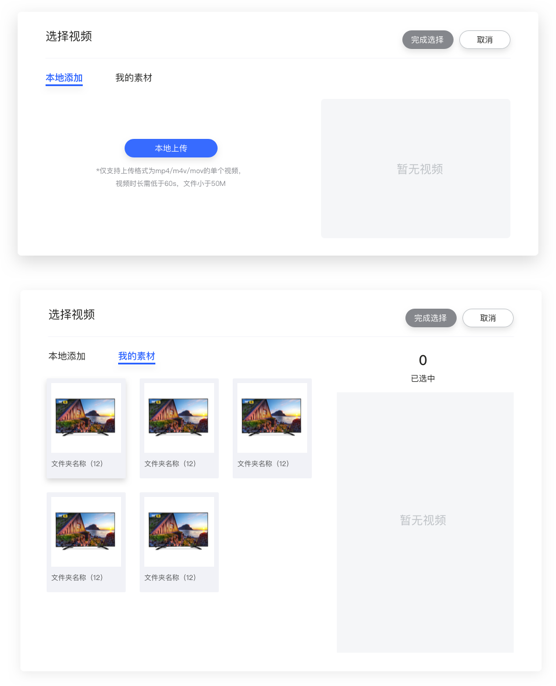 选择视频
完成选择
取消
本地添加
我的素材
本地上传
*仅支持上传格式为mp4/m4v/mov的单个视频,
视频时长需低于60s，文件小于50M
暂无视频
选择视频
完成选择
取消
本地添加
我的素材
0
已选中
文件夹名称（12）
文件夹名称（12）
文件夹名称（12）
暂无视频
文件夹名称（12）
文件夹名称（12）